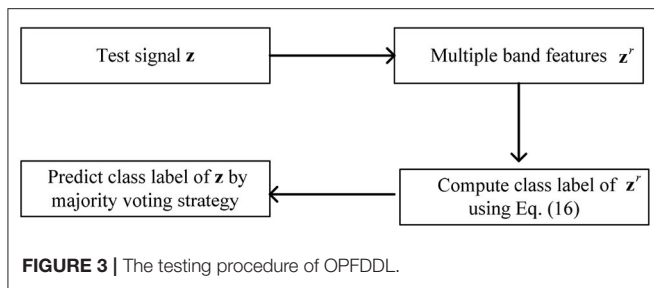 Test signal z
Multiple band features z^r
Compute class label of z^r
using Eq. (16)
Predict class label of z by
majority voting strategy
FIGURE 3 | The testing procedure of OPFDDL.